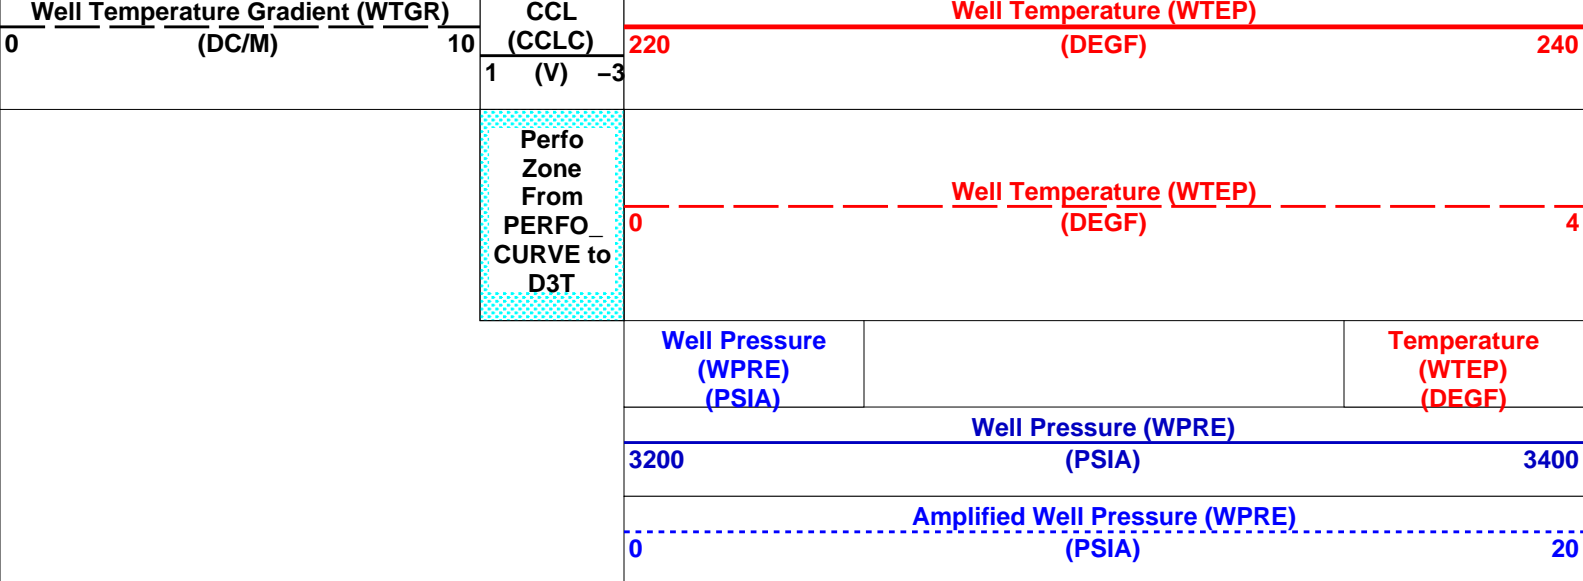 Well Temperature Gradient (WTGR)
0 (DC/M) 10
CCL
(CCLC)
1 (V) −3
Well Temperature (WTEP)
220 (DEGF) 240
Perfo
Zone
From
PERFO_
CURVE to
D3T
Well Temperature (WTEP)
0 (DEGF) 4
Well Pressure
(WPRE)
(PSIA)
Temperature
(WTEP)
(DEGF)
Well Pressure (WPRE)
3200 (PSIA) 3400
Amplified Well Pressure (WPRE)
0 (PSIA) 20